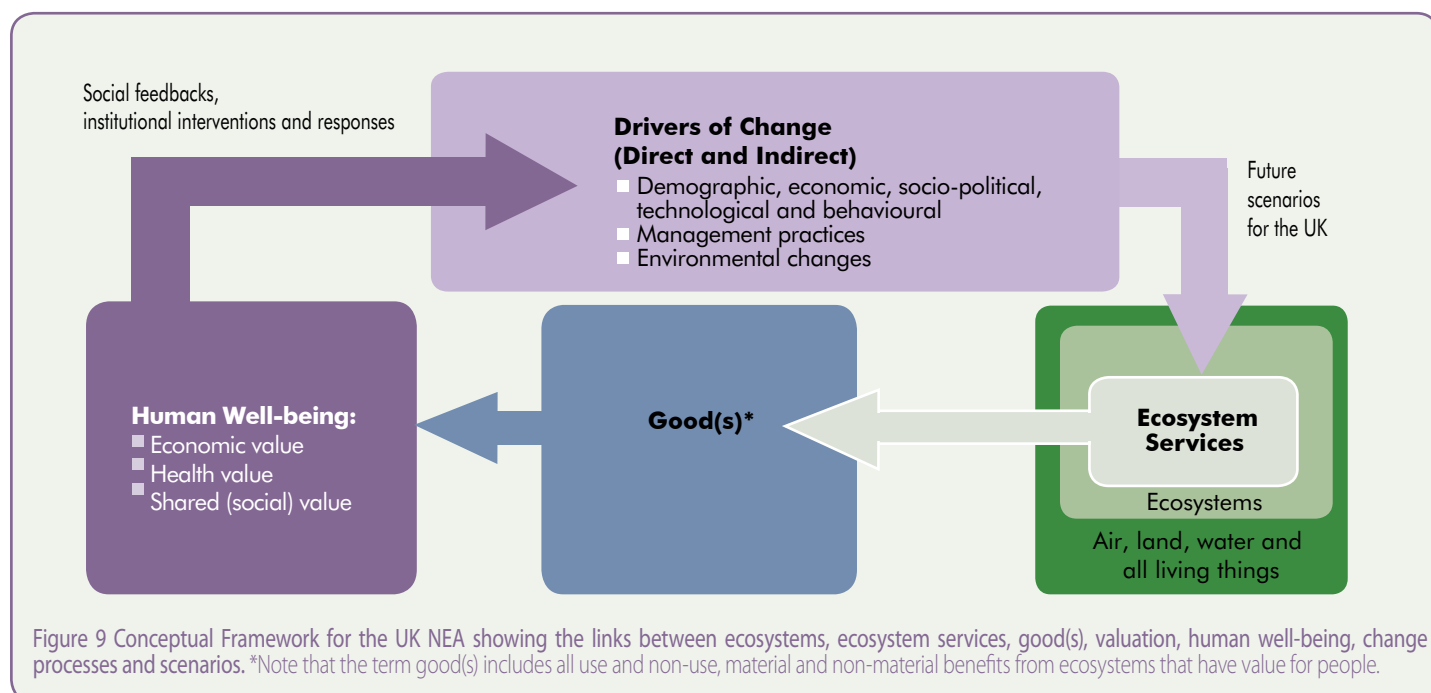 Social feedbacks,
institutional interventions and responses
Drivers of Change
(Direct and Indirect)
Demographic, economic, socio-political,
technological and behavioural
Management practices
Environmental changes
Future
scenarios
for the UK
Human Well-being:
Economic value
Health value
Shared (social) value
Good(s)*
Ecosystem
Services
Ecosystems
Air, land, water and
all living things
Figure 9 Conceptual Framework for the UK NEA showing the links between ecosystems, ecosystem services, good(s), valuation, human well-being, change
processes and scenarios. *Note that the term good(s) includes all use and non-use, material and non-material benefits from ecosystems that have value for people.